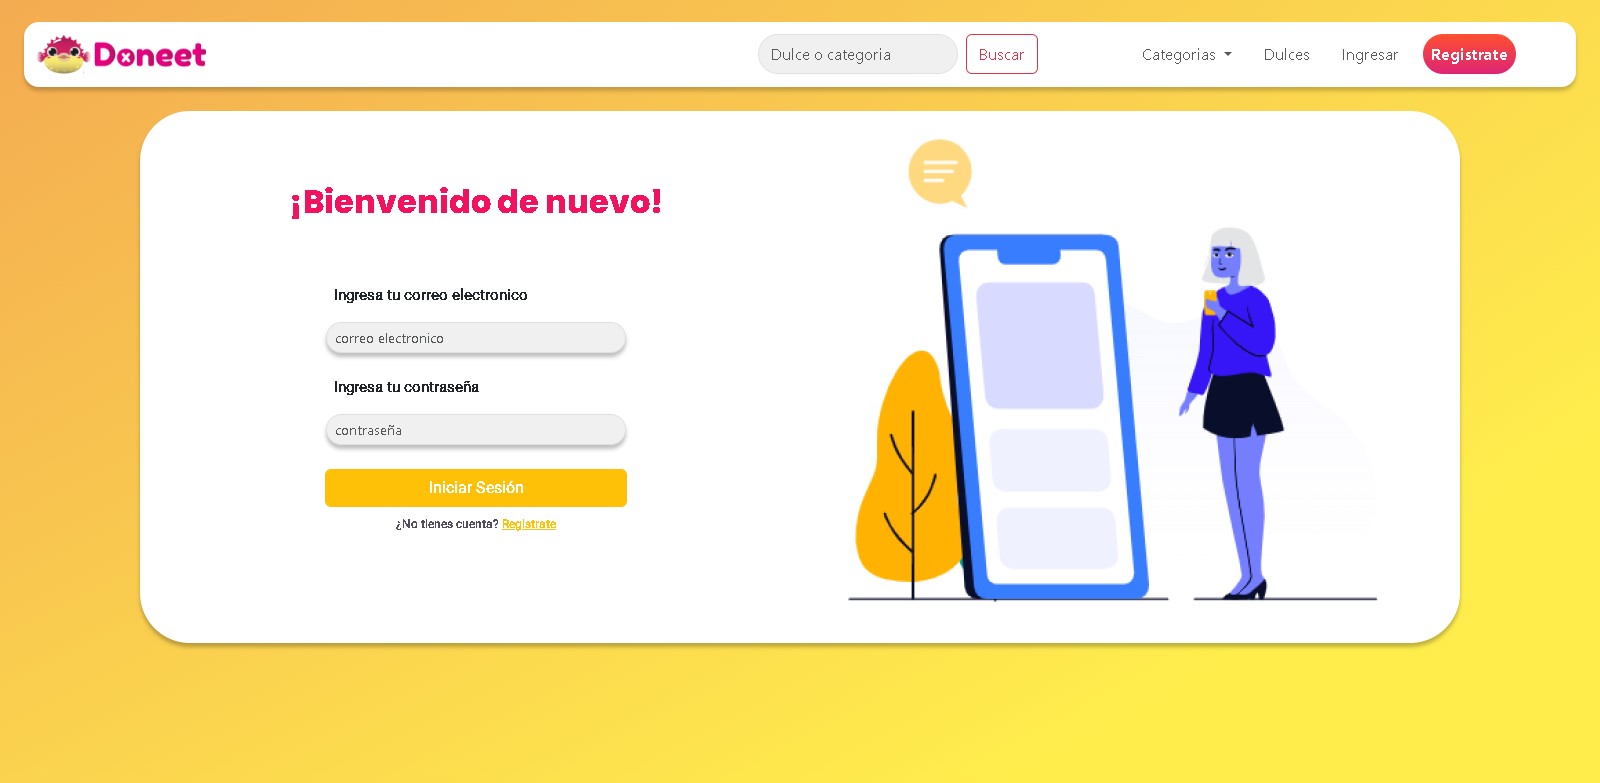 Doneet
Dulce o categoria
Buscar
Categorias
Dulces
Ingresar
Registrate
¡Bienvenido de nuevo!
Ingresa tu correo electronico
correo electronico
Ingresa tu contraseña
contraseña
Iniciar Sesión
¿No tienes cuenta? Registrate